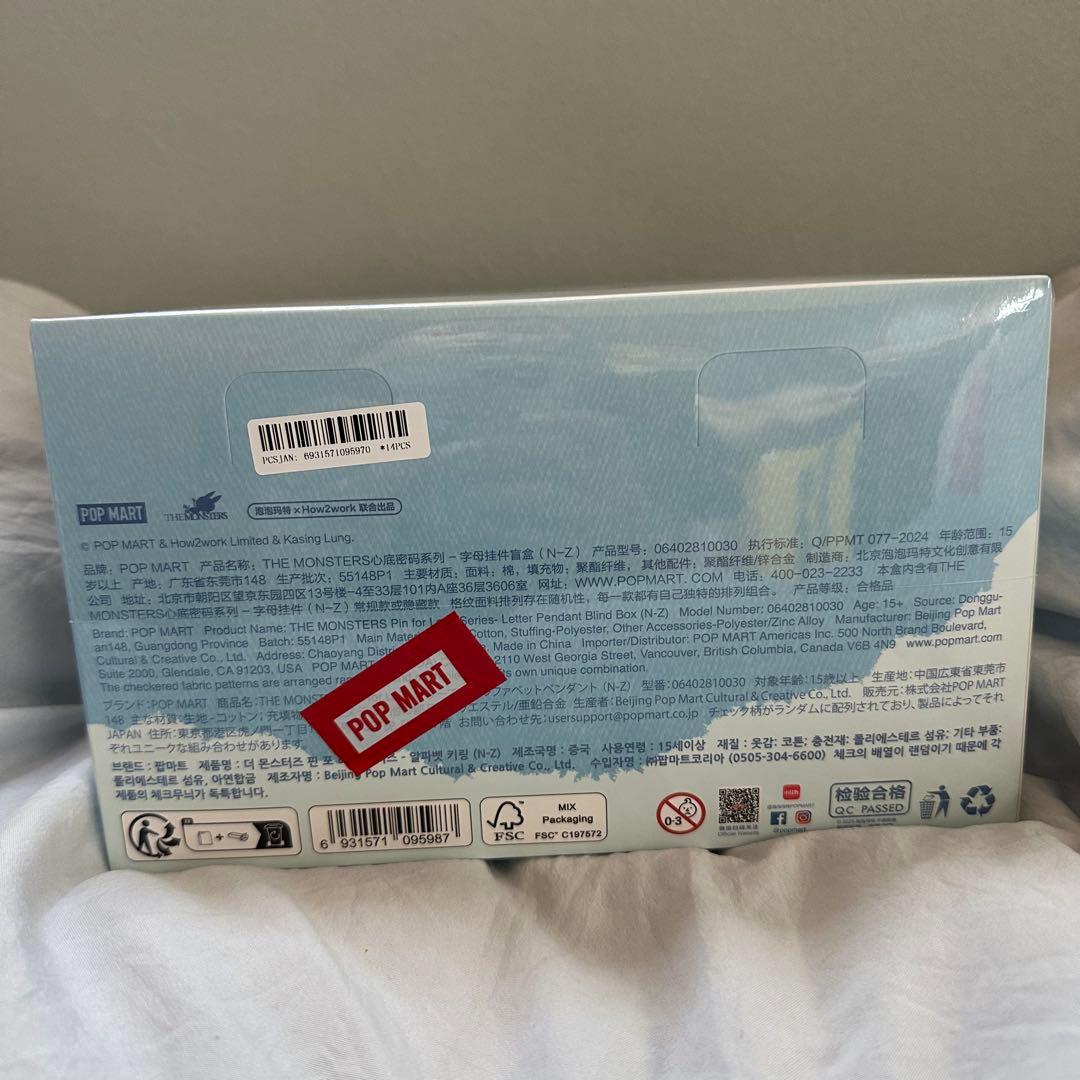 PCSJAN: 6931571095970 *14PCS
POP MART THE MONSTERS 泡泡玛特 × How2work 联合出品
© POP MART & How2work Limited & Kasing Lung.
品牌：POP MART 产品名称：THE MONSTERS心底密码系列－字母挂件盲盒（N-Z） 产品型号：06402810030 执行标准：Q/PPMT 077-2024 年龄范围：15
岁以上 产地：广东省东莞市148 生产批次：55148P1 主要材质：面料：棉，填充物：聚酯纤维，其他配件：聚酯纤维/锌合金 制造商：北京泡泡玛特文化创意有限
公司 地址：北京市朝阳区望京东园四区13号楼-4至33层101内A座36层3606室 网址：WWW.POPMART.COM 电话：400-023-2233 本盒内含有THE
MONSTERS心底密码系列－字母挂件（N-Z）常规款或隐藏款 格纹面料排列存在随机性，每一款都有自己独特的排列组合。 产品等级：合格品
Brand: POP MART Product Name: THE MONSTERS Pin for L Series- Letter Pendant Blind Box (N-Z) Model Number: 06402810030 Age: 15+ Source: Donggu-
an148, Guangdong Province Batch: 55148P1 Main Mater Cotton, Stuffing-Polyester, Other Accessories-Polyester/Zinc Alloy Manufacturer: Beijing Pop Mart
Cultural & Creative Co., Ltd. Address: Chaoyang Distri Made in China Importer/Distributor: POP MART Americas Inc. 500 North Brand Boulevard,
Suite 2000, Glendale, CA 91203, USA POP MART 2110 West Georgia Street, Vancouver, British Columbia, Canada V6B 4N9 www.popmart.com
The checkered fabric patterns are arranged ran its own unique combination.
ブランド：POP MART 商品名：THE MONS ファベットペンダント（N-Z） 型番：06402810030 対象年齢：15歳以上 生産地：中国広東省東莞市
148 主な材質：生地-コットン；充填物 エステル/亜鉛合金 生産者：Beijing Pop Mart Cultural & Creative Co., Ltd. 販売元：株式会社POP MART
JAPAN 住所：東京都港区虎ノ門一丁目1 階 お問い合わせ先：usersupport@popmart.co.jp チェック柄がランダムに配列されており、製品によってそれ
ぞれユニークな組み合わせがあります。
브랜드 : 팝마트 제품명 : 더 몬스터즈 핀 포 즈 - 알파벳 키링 (N-Z) 제조국명 : 중국 사용연령 : 15세이상 재질 : 옷감: 코튼; 충전재: 폴리에스테르 섬유; 기타 부품:
폴리에스테르 섬유, 아연합금 제조자명 : Beijing Pop Mart Cultural & Creative Co., Ltd. 수입자명 : ㈜팝마트코리아 (0505-304-6600) 체크의 배열이 랜덤이기 때문에 각
제품의 체크무늬가 독특합니다.
POP MART
6 931571 095987
FSC
MIX
Packaging
FSC™ C197572
0-3
Official Website
@popmart
检验合格
QC PASSED